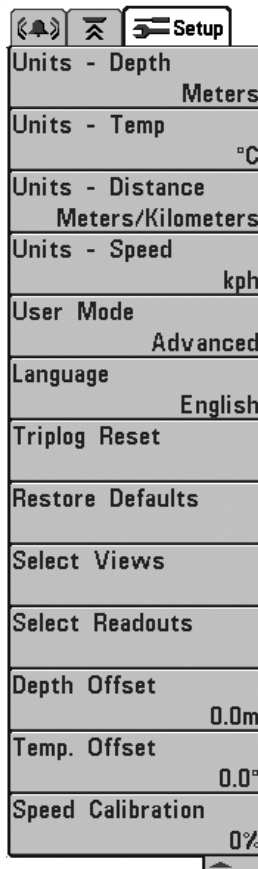 Setup
Units - Depth
Meters
Units - Temp
°C
Units - Distance
Meters/Kilometers
Units - Speed
kph
User Mode
Advanced
Language
English
Triplog Reset
Restore Defaults
Select Views
Select Readouts
Depth Offset
0.0m
Temp. Offset
0.0°
Speed Calibration
0%